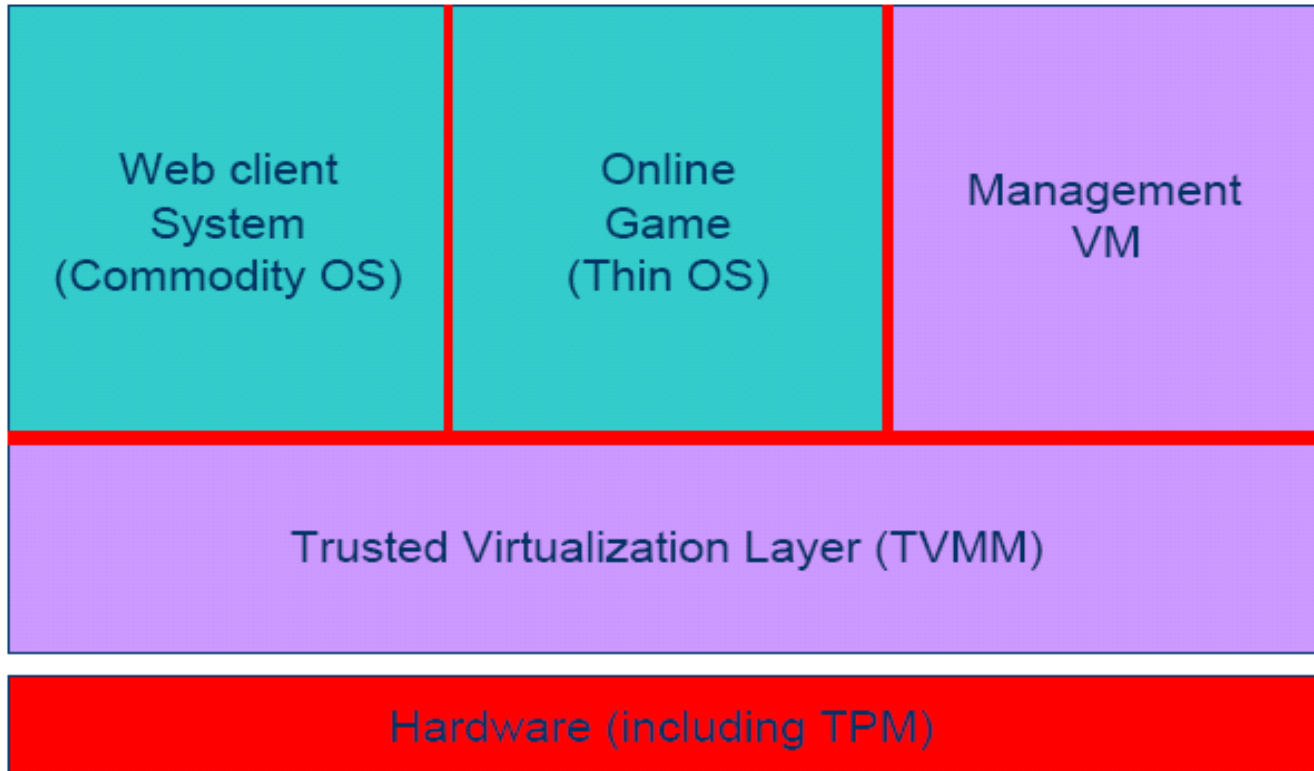 Web client
System
(Commodity OS)
Online
Game
(Thin OS)
Management
VM
Trusted Virtualization Layer (TVMM)
Hardware (including TPM)